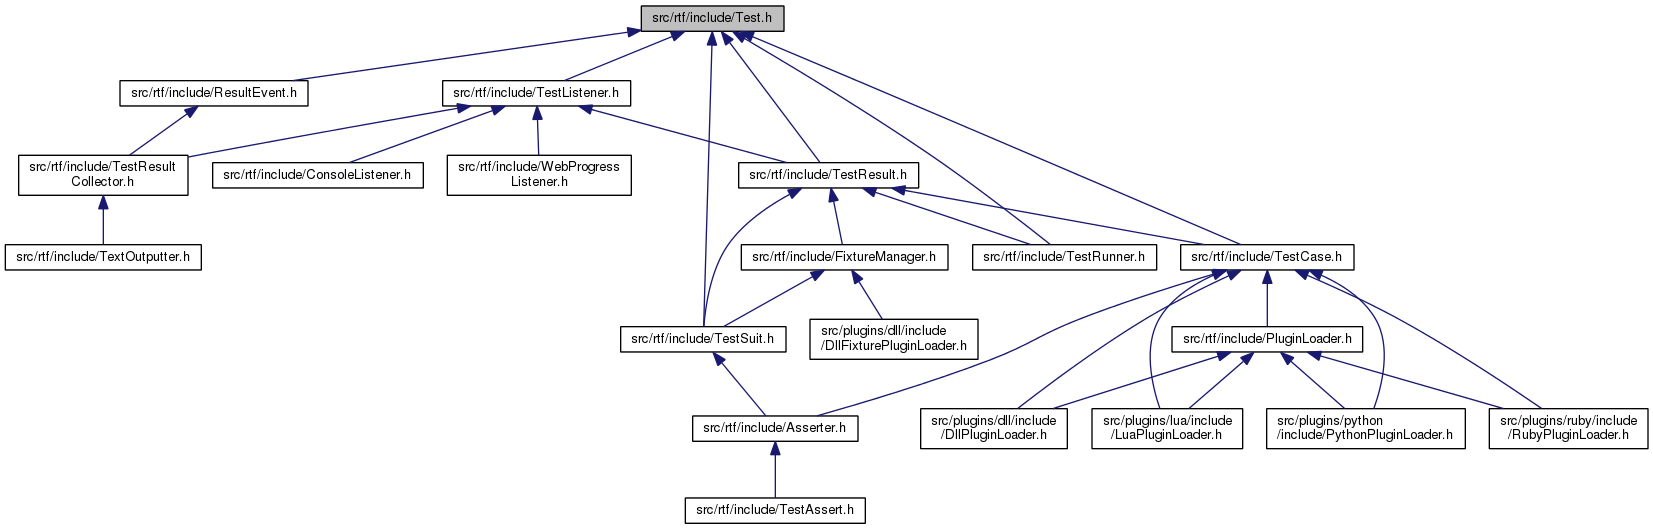 src/rtf/include/Test.h
src/rtf/include/ResultEvent.h
src/rtf/include/TestListener.h
src/rtf/include/TestResult
Collector.h
src/rtf/include/ConsoleListener.h
src/rtf/include/WebProgress
Listener.h
src/rtf/include/TestResult.h
src/rtf/include/TextOutputter.h
src/rtf/include/FixtureManager.h
src/rtf/include/TestRunner.h
src/rtf/include/TestCase.h
src/rtf/include/TestSuit.h
src/plugins/dll/include
/DllFixturePluginLoader.h
src/rtf/include/PluginLoader.h
src/rtf/include/Asserter.h
src/plugins/dll/include
/DllPluginLoader.h
src/plugins/lua/include
/LuaPluginLoader.h
src/plugins/python
/include/PythonPluginLoader.h
src/plugins/ruby/include
/RubyPluginLoader.h
src/rtf/include/TestAssert.h